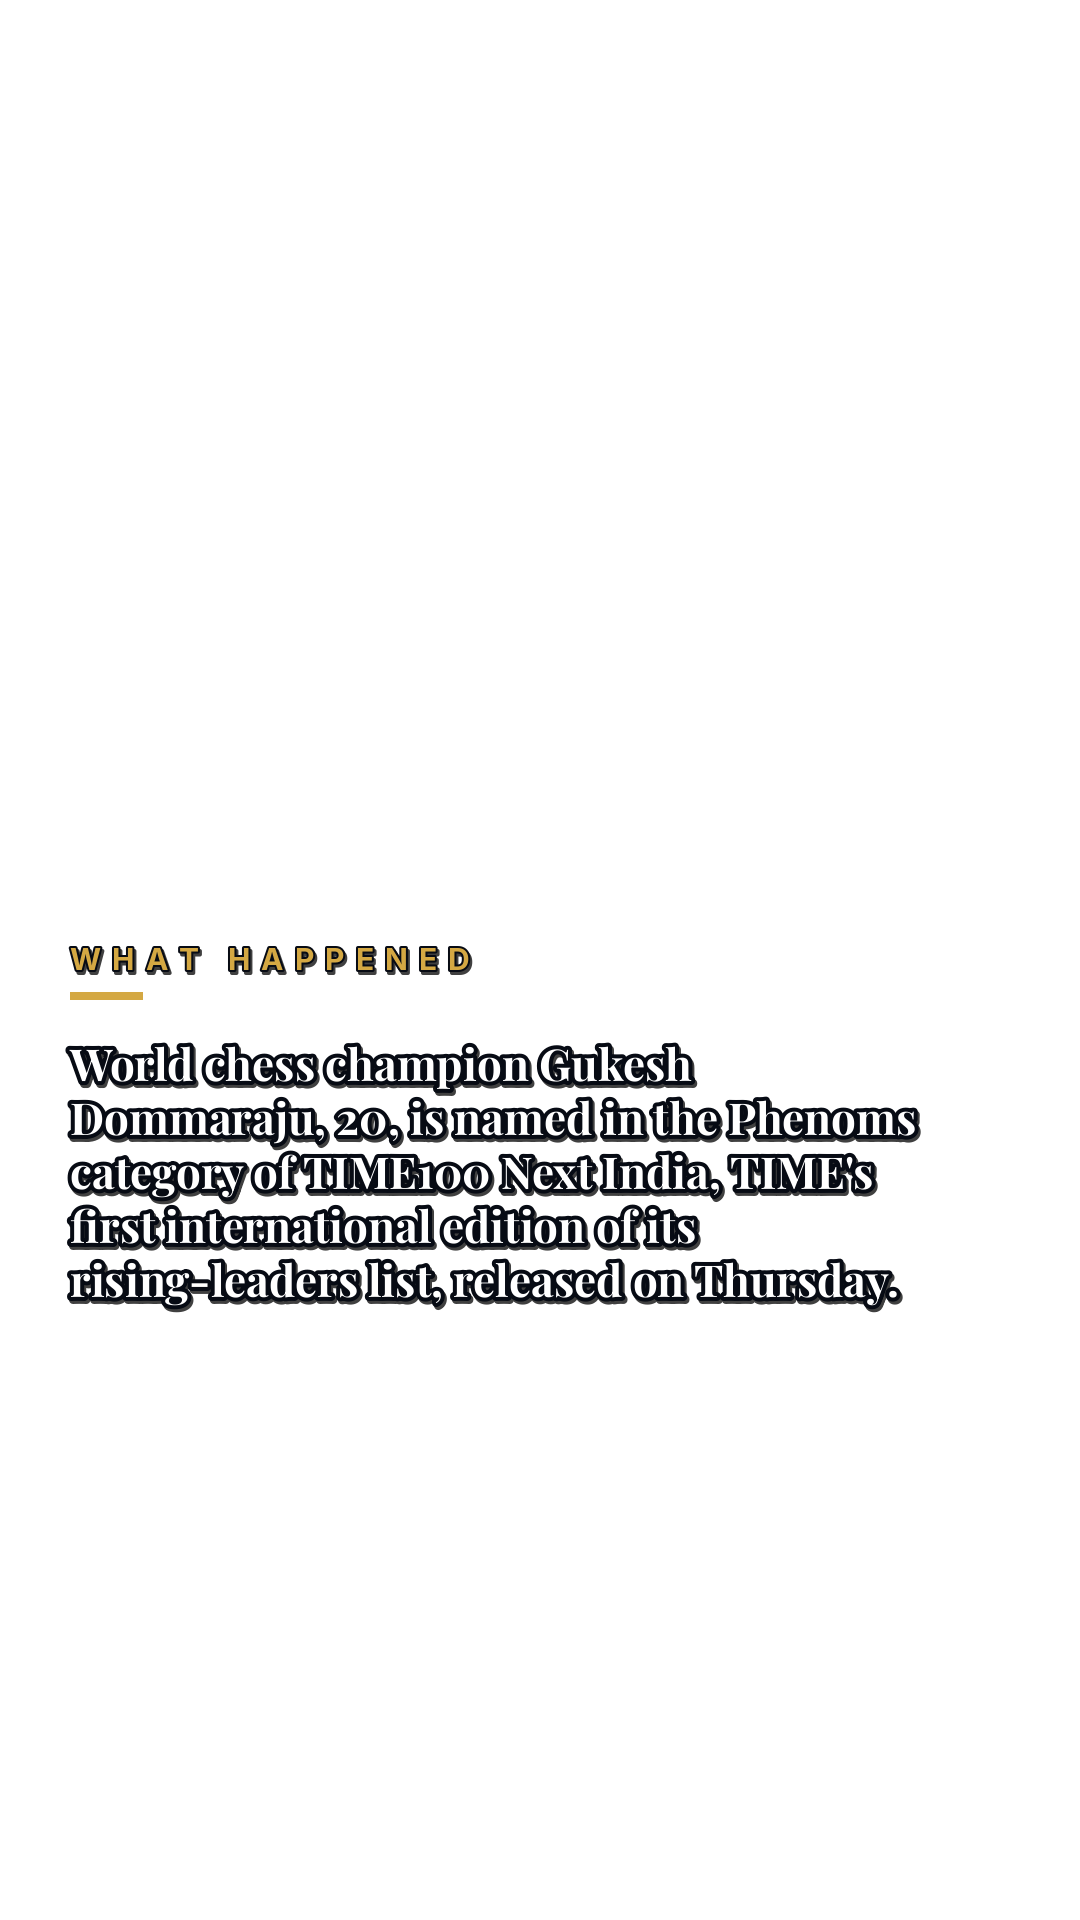 WHAT HAPPENED
World chess champion Gukesh
Dommaraju, 20, is named in the Phenoms
category of TIME100 Next India, TIME's
first international edition of its
rising-leaders list, released on Thursday.